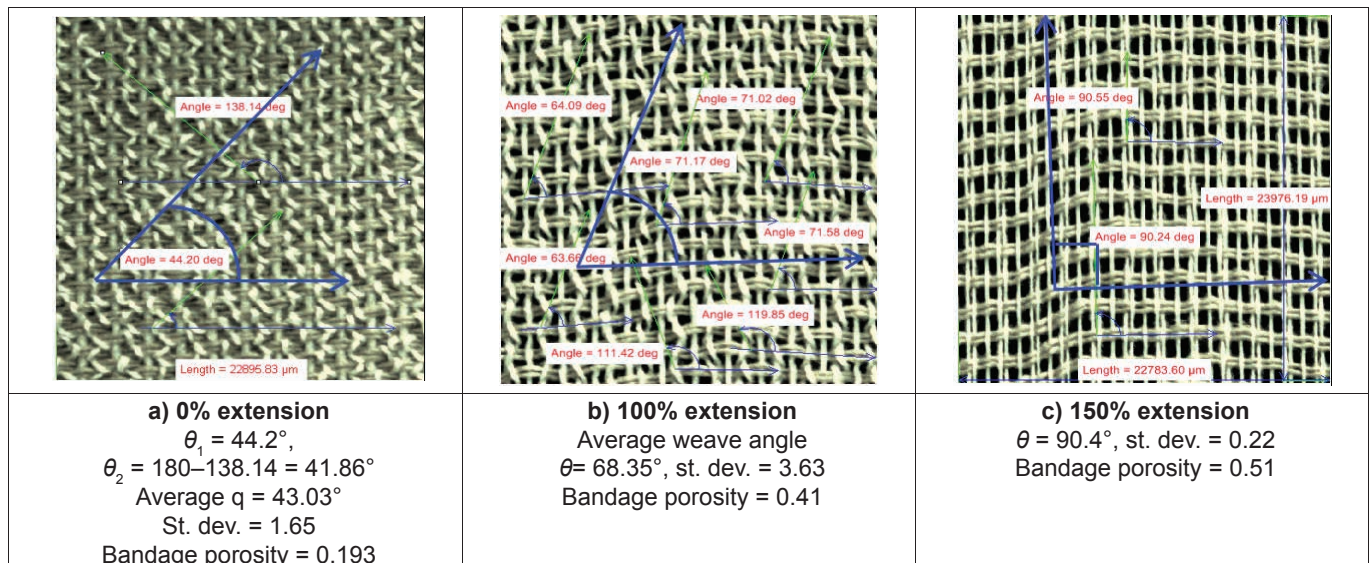 Angle = 138.14 deg
Angle = 44.20 deg
Length = 22895.83 µm
Angle = 64.09 deg
Angle = 71.02 deg
Angle = 71.17 deg
Angle = 71.58 deg
Angle = 63.66 deg
Angle = 119.85 deg
Angle = 111.42 deg
Angle = 90.55 deg
Length = 23976.19 µm
Angle = 90.24 deg
Length = 22783.60 µm
a) 0% extension
θ₁ = 44.2°,
θ₂ = 180–138.14 = 41.86°
Average q = 43.03°
St. dev. = 1.65
Bandage porosity = 0.193
b) 100% extension
Average weave angle
θ= 68.35°, st. dev. = 3.63
Bandage porosity = 0.41
c) 150% extension
θ = 90.4°, st. dev. = 0.22
Bandage porosity = 0.51